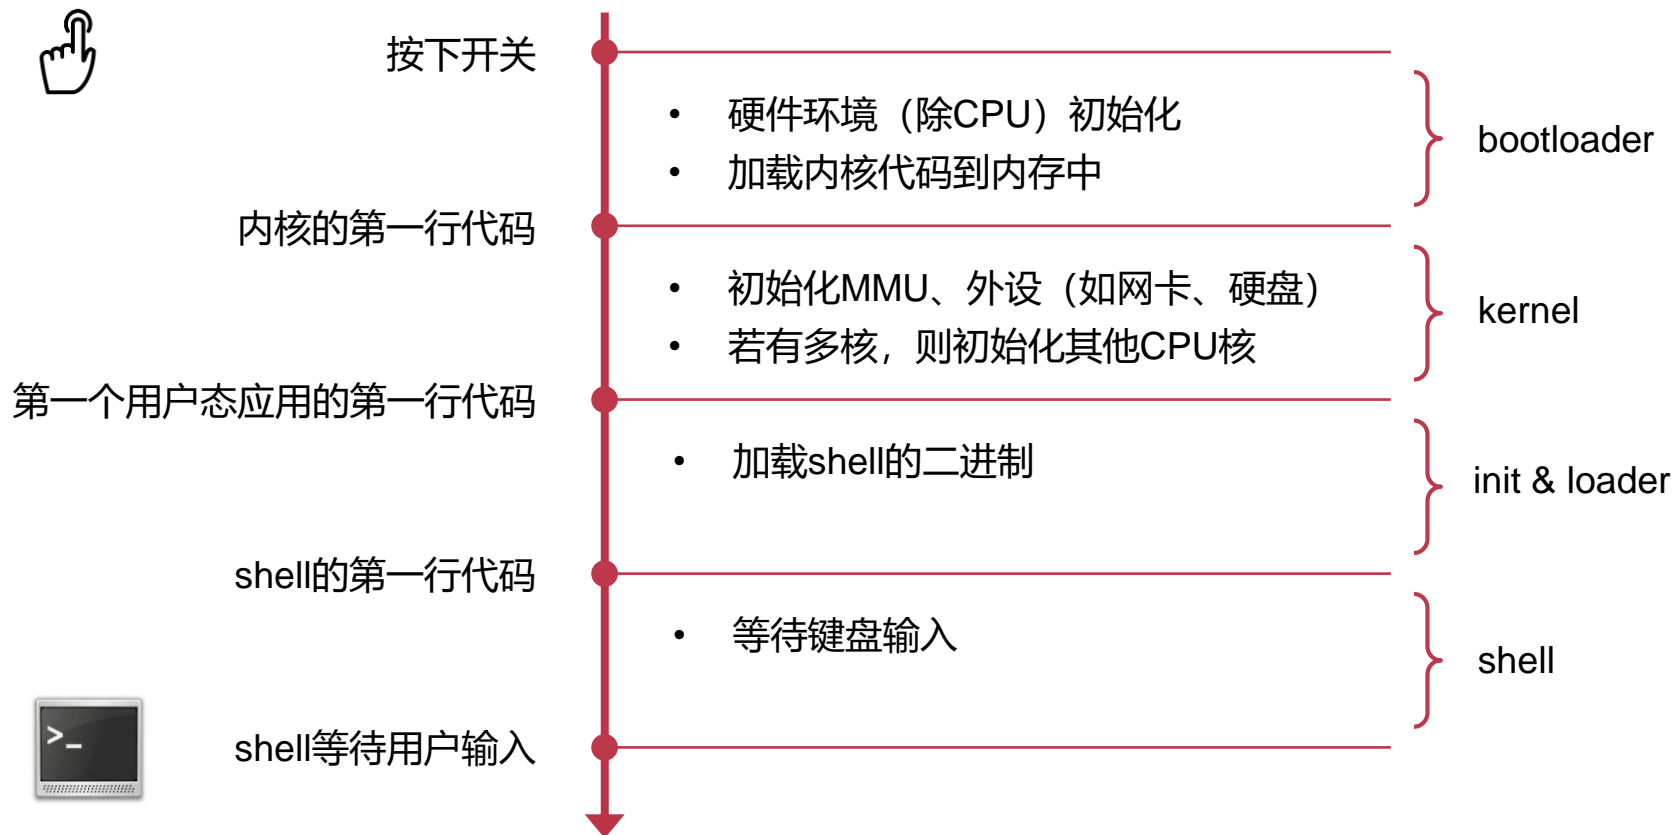 按下开关
• 硬件环境（除CPU）初始化
• 加载内核代码到内存中
bootloader
内核的第一行代码
• 初始化MMU、外设（如网卡、硬盘）
• 若有多核，则初始化其他CPU核
kernel
第一个用户态应用的第一行代码
• 加载shell的二进制
init & loader
shell的第一行代码
• 等待键盘输入
shell
>_
shell等待用户输入